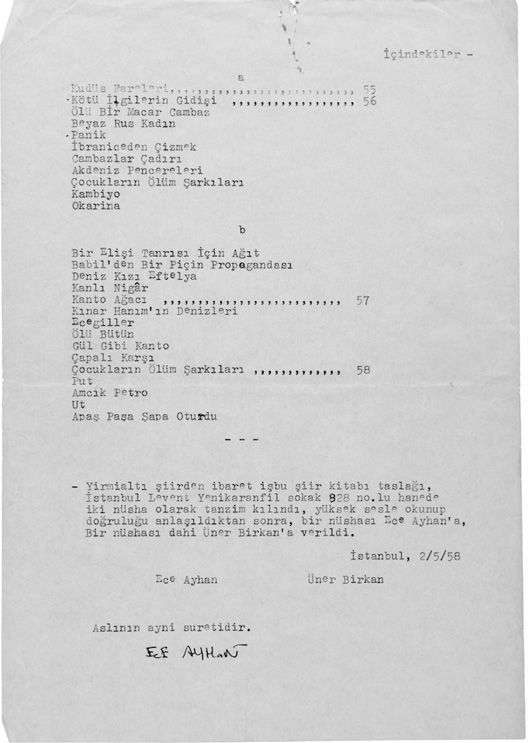 İçindekiler -
a
Kudüs Fareleri,,,,,,,,,,,,,,,,,,,,,,,,,, 55
-Kötü İlgilerin Gidişi ,,,,,,,,,,,,,,,,,, 56
Ölü Bir Macar Cambaz
Beyaz Rus Kadın
-Panik
İbraniceden Çizmek
Cambazlar Çadırı
Akdeniz Pencereleri
Çocukların Ölüm Şarkıları
Kambiyo
Okarina
b
Bir Elişi Tanrısı İçin Ağıt
Babil'den Bir Piçin Propagandası
Deniz Kızı Eftelya
Kanlı Nigâr
Kanto Ağacı ,,,,,,,,,,,,,,,,,,,,,,,,,, 57
Kınar Hanım'ın Denizleri
Ecegiller
Ölü Bütün
Gül Gibi Kanto
Çapalı Karşı
Çocukların Ölüm Şarkıları ,,,,,,,,,,,,, 58
Put
Amcık Petro
Ut
Apaş Paşa Şapa Oturdu
- - -
- Yirmialtı şiirden ibaret işbu şiir kitabı taslağı,
İstanbul Levent Yenikaranfil sokak 828 no.lu hanede
iki nüsha olarak tanzim kılındı, yüksek sesle okunup
doğruluğu anlaşıldıktan sonra, bir nüshası Ece Ayhan'a,
Bir nüshası dahi Üner Birkan'a verildi.
İstanbul, 2/5/58
Ece Ayhan Üner Birkan
Aslının ayni suretidir.
ECE AYHAN